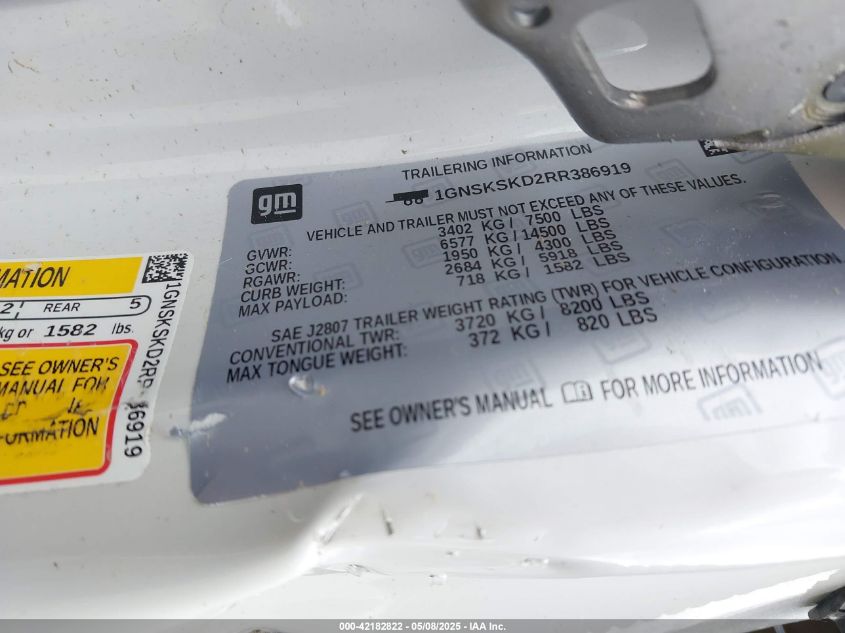 TRAILERING INFORMATION
gm
1GNSKSKD2RR386919
VEHICLE AND TRAILER MUST NOT EXCEED ANY OF THESE VALUES.
GVWR: 3402 KG / 7500 LBS
GCWR: 6577 KG / 14500 LBS
RGAWR: 1950 KG / 4300 LBS
CURB WEIGHT: 2684 KG / 5918 LBS
MAX PAYLOAD: 718 KG / 1582 LBS
SAE J2807 TRAILER WEIGHT RATING (TWR) FOR VEHICLE CONFIGURATION
CONVENTIONAL TWR: 3720 KG / 8200 LBS
MAX TONGUE WEIGHT: 372 KG / 820 LBS
SEE OWNER'S MANUAL FOR MORE INFORMATION
MATION
2 REAR 5
kg or 1582 lbs.
SEE OWNER'S
MANUAL FOR
FORMATION
1GNSKSKD2R 86919
000-42182822 - 05/08/2025 - IAA Inc.